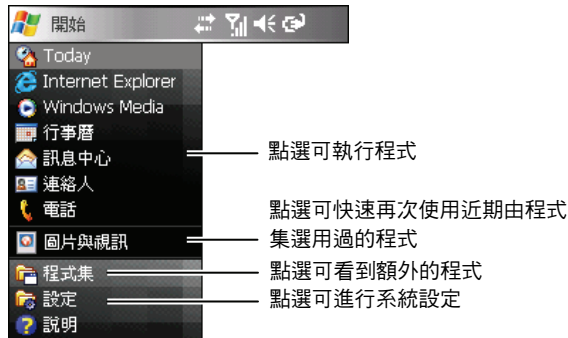 開始
Today
Internet Explorer
Windows Media
行事曆
訊息中心
點選可執行程式
連絡人
電話
點選可快速再次使用近期由程式
集選用過的程式
圖片與視訊
程式集
點選可看到額外的程式
設定
點選可進行系統設定
說明